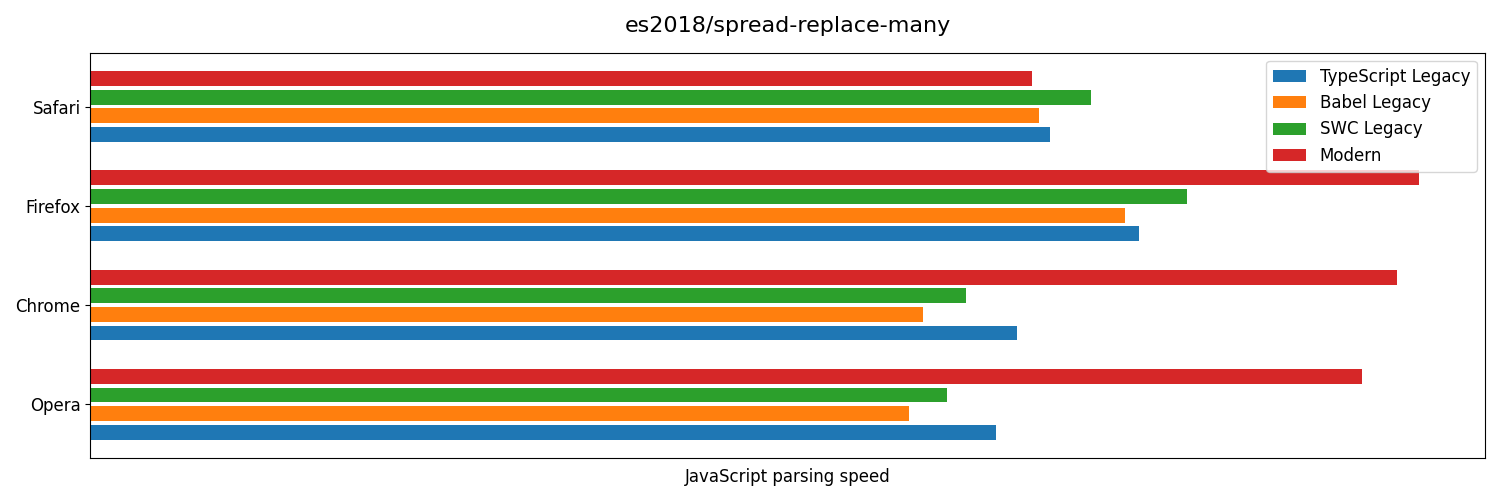 es2018/spread-replace-many
TypeScript Legacy
Babel Legacy
SWC Legacy
Modern
Safari
Firefox
Chrome
Opera
JavaScript parsing speed